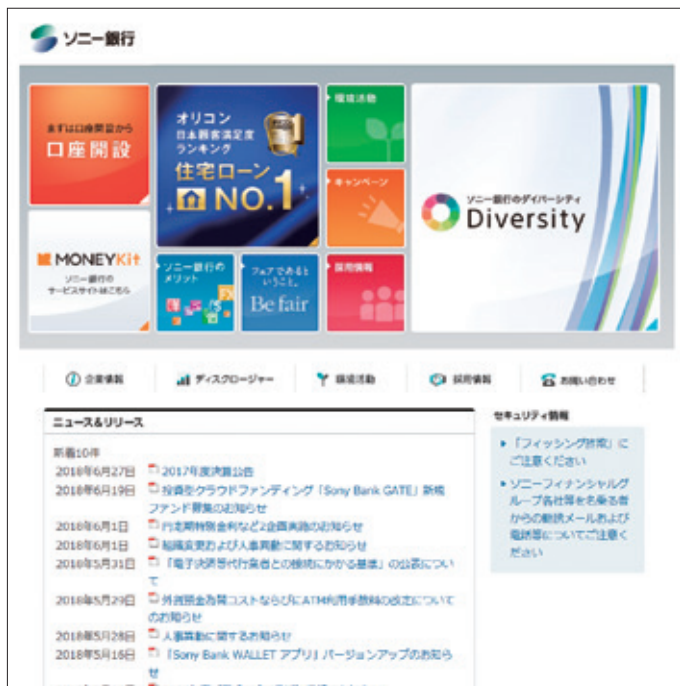 ソニー銀行
まずは口座開設から
口座開設
オリコン
日本顧客満足度
ランキング
住宅ローン
NO.1
環境活動
キャンペーン
ソニー銀行のダイバーシティ
Diversity
MONEYKit
ソニー銀行の
サービスサイトはこちら
ソニー銀行の
メリット
フェアであると
いうこと。
Be fair
採用情報
企業情報
ディスクロージャー
環境活動
採用情報
お問い合わせ
ニュース&リリース
新着10件
2018年6月27日 2017年度決算公告
2018年6月19日 投資型クラウドファンディング「Sony Bank GATE」新規
ファンド募集のお知らせ
2018年6月1日 円定期特別金利など2企画実施のお知らせ
2018年6月1日 組織変更および人事異動に関するお知らせ
2018年5月31日 「電子決済等代行業者との接続にかかる基準」の公表につい
て
2018年5月29日 外貨預金為替コストならびにATM利用手数料の改定について
のお知らせ
2018年5月28日 人事異動に関するお知らせ
2018年5月16日 「Sony Bank WALLET アプリ」バージョンアップのお知ら
せ
セキュリティ情報
「フィッシング詐欺」に
ご注意ください
ソニーフィナンシャルグ
ループ各社等を名乗る者
からの勧誘メールおよび
電話等についてご注意く
ださい